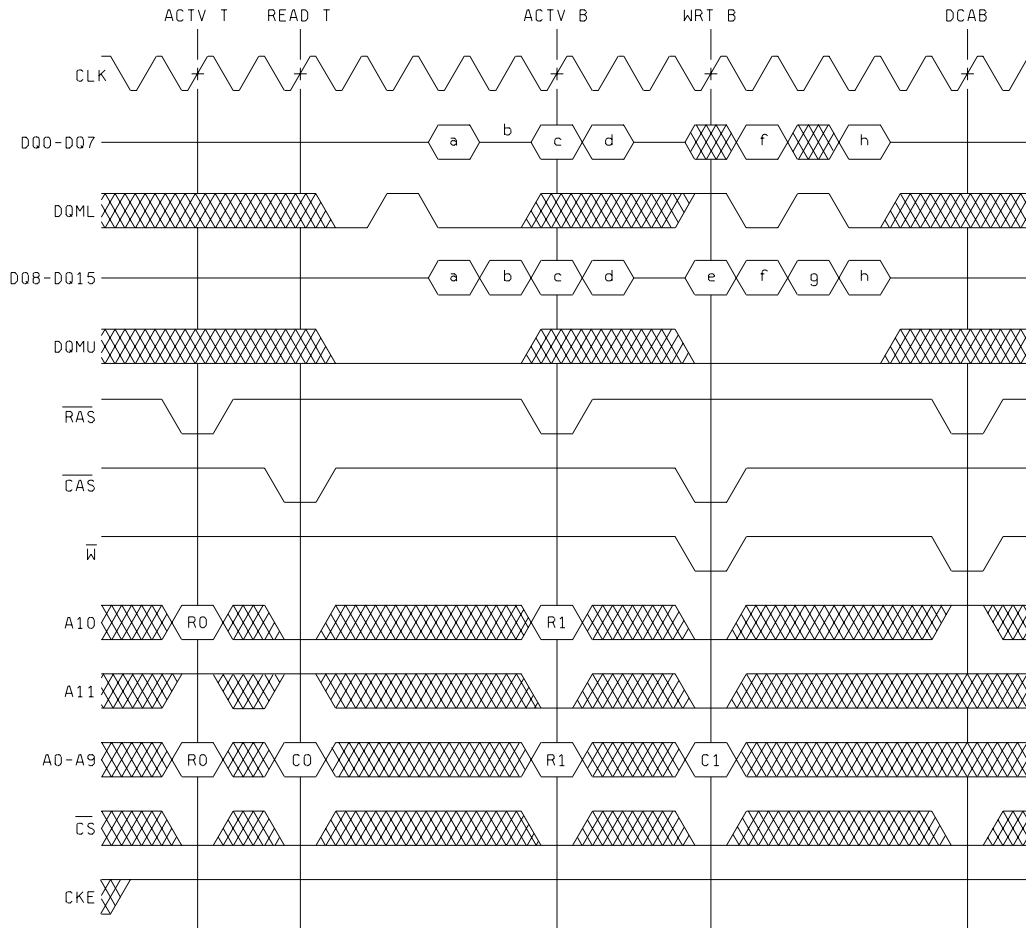 ACTV T READ T ACTV B WRT B DCAB
CLK
DQ0-DQ7 a b c d f h
DQML
DQ8-DQ15 a b c d e f g h
DQMU
RAS
CAS
W
A10 R0 R1
A11
A0-A9 R0 C0 R1 C1
CS
CKE